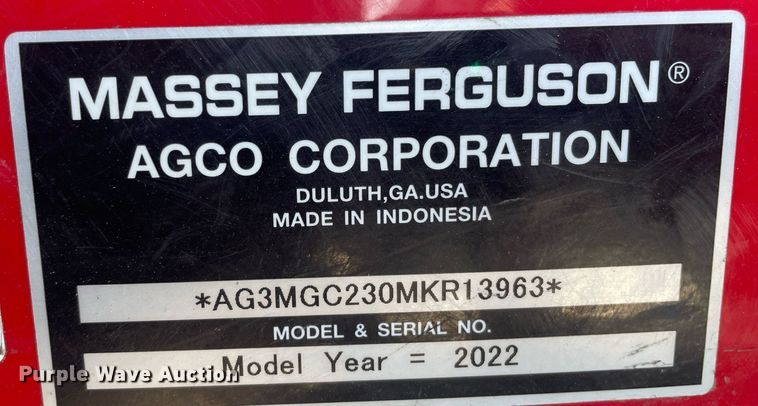 MASSEY FERGUSON®
AGCO CORPORATION
DULUTH,GA.USA
MADE IN INDONESIA
*AG3MGC230MKR13963*
MODEL & SERIAL NO.
Model Year = 2022
Purple Wave Auction